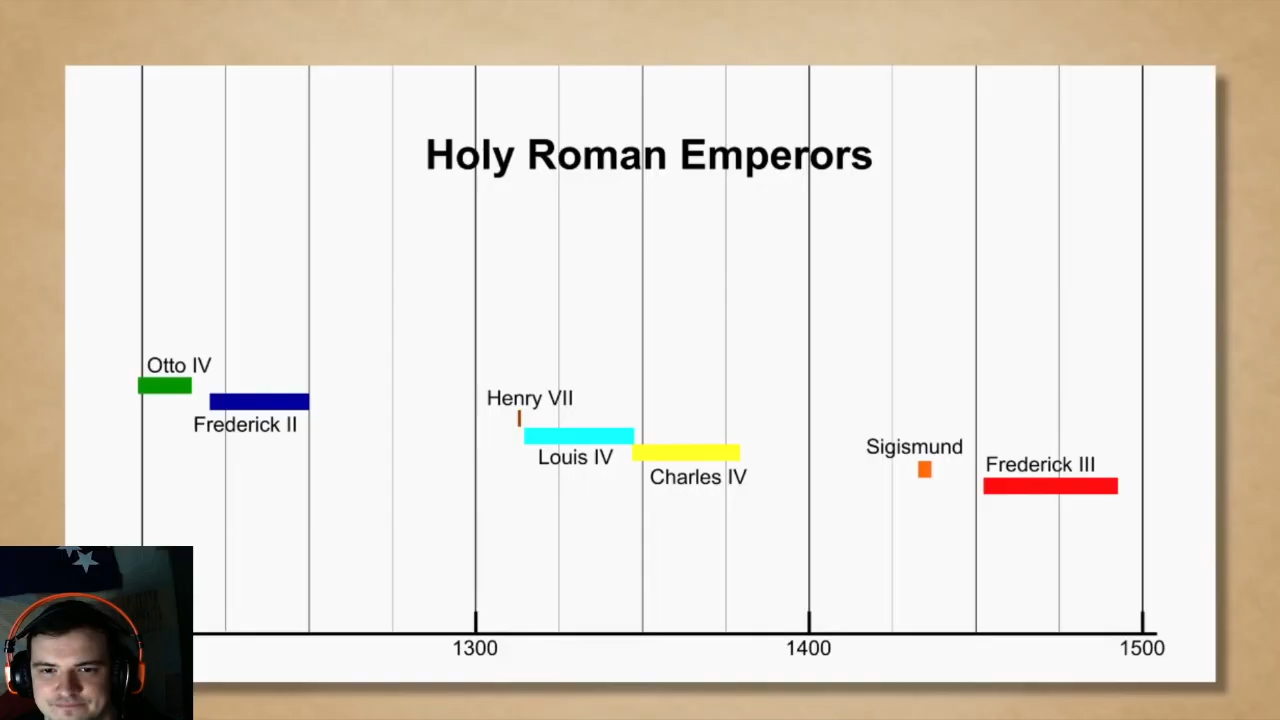 Holy Roman Emperors
Otto IV
Frederick II
Henry VII
Louis IV
Charles IV
Sigismund
Frederick III
1300
1400
1500